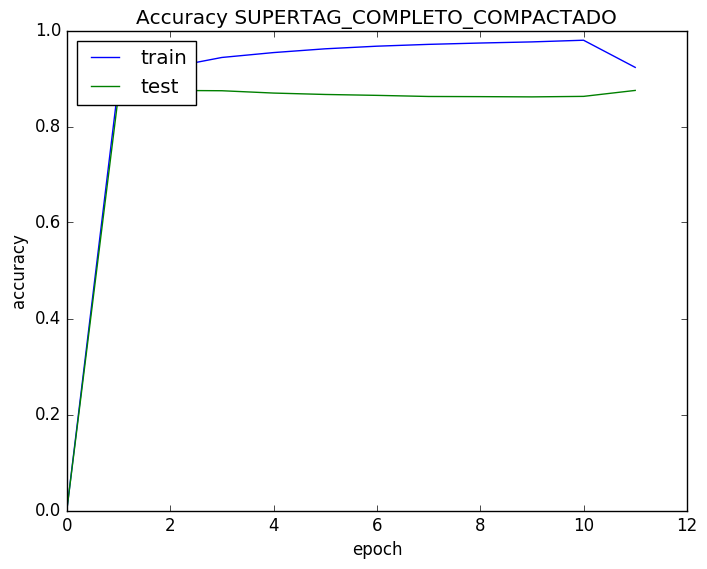 Accuracy SUPERTAG_COMPLETO_COMPACTADO
train
test
1.0
0.8
0.6
0.4
0.2
0.0
accuracy
0 2 4 6 8 10 12
epoch